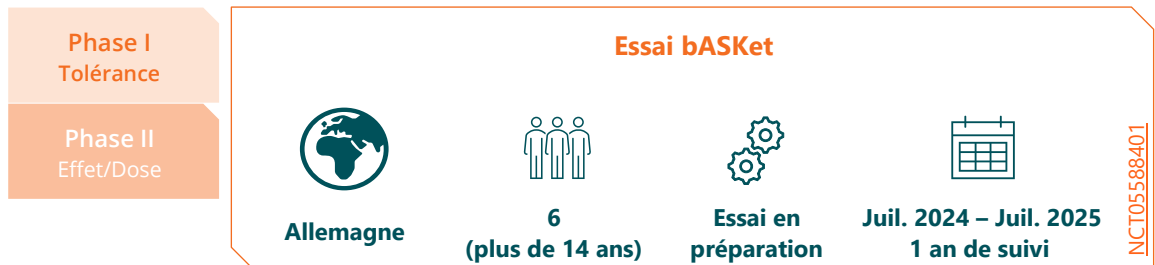 Phase I
Tolérance
Phase II
Effet/Dose
Essai bASKet
Allemagne
6
(plus de 14 ans)
Essai en
préparation
Juil. 2024 – Juil. 2025
1 an de suivi
NCT05588401